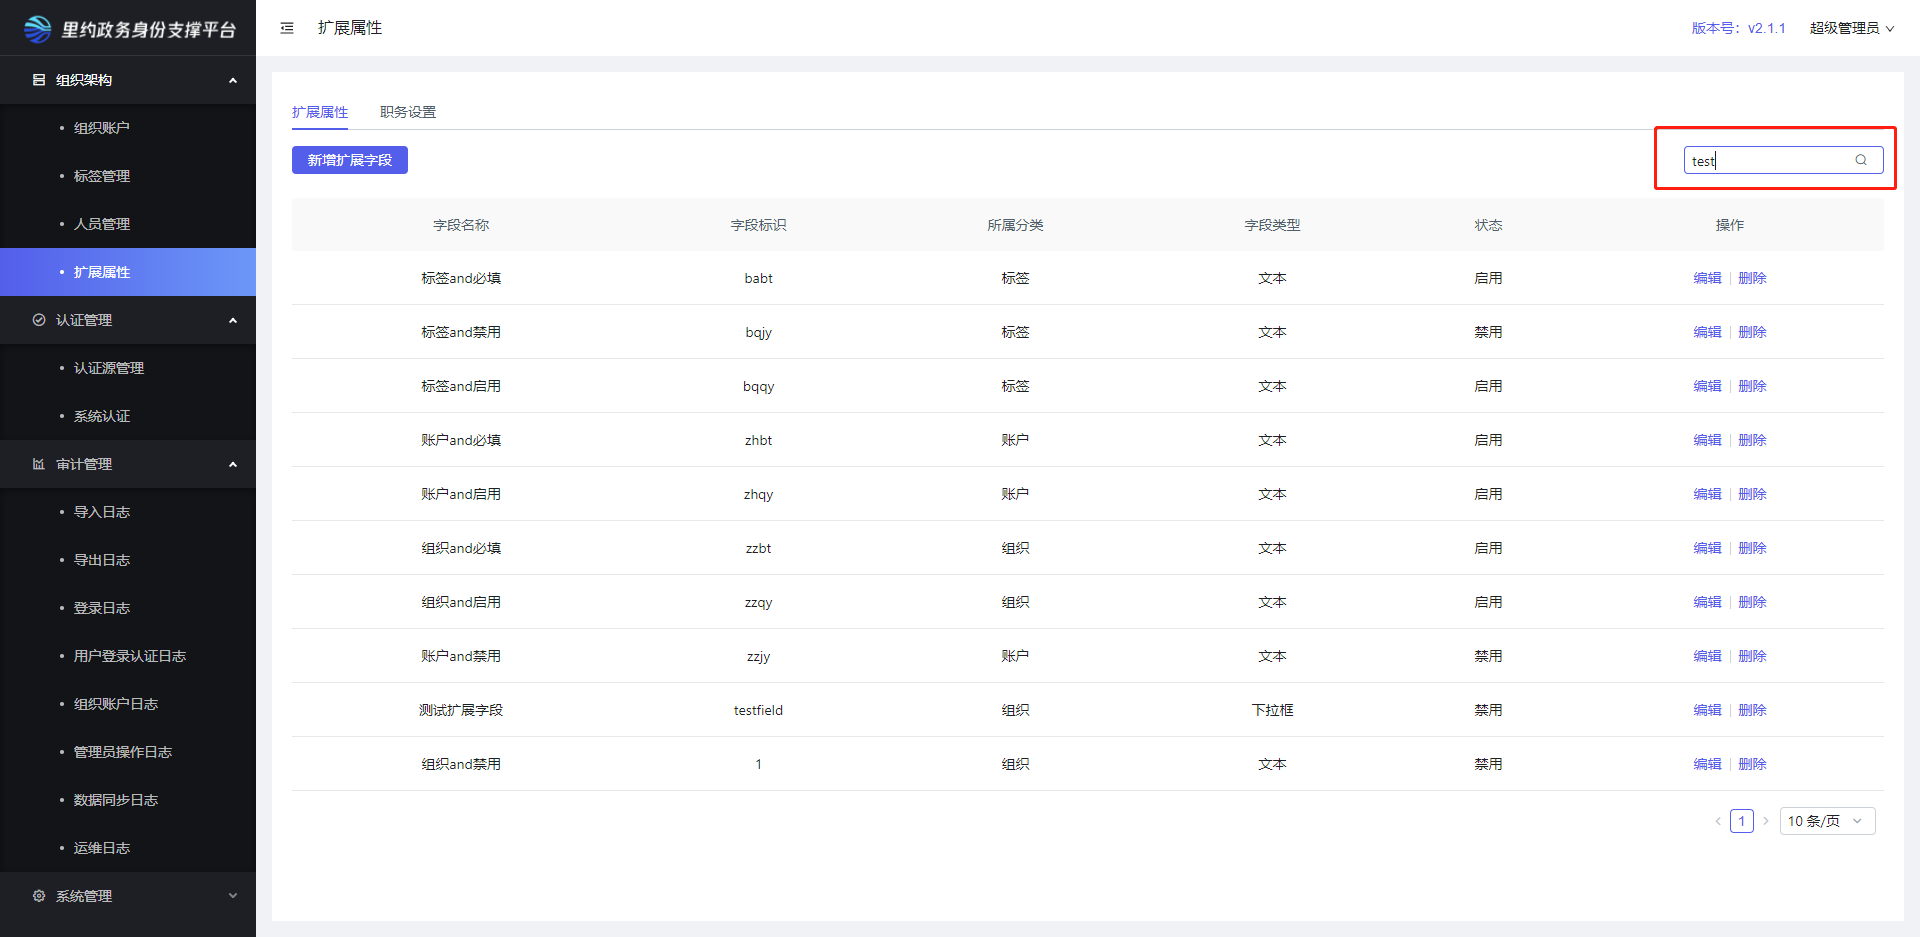 里约政务身份支撑平台
扩展属性
版本号：v2.1.1
超级管理员
组织架构
组织账户
标签管理
人员管理
扩展属性
认证管理
认证源管理
系统认证
审计管理
导入日志
导出日志
登录日志
用户登录认证日志
组织账户日志
管理员操作日志
数据同步日志
运维日志
系统管理
扩展属性 职务设置
新增扩展字段
test
字段名称 字段标识 所属分类 字段类型 状态 操作
标签and必填 babt 标签 文本 启用 编辑 删除
标签and禁用 bqjy 标签 文本 禁用 编辑 删除
标签and启用 bqqy 标签 文本 启用 编辑 删除
账户and必填 zhbt 账户 文本 启用 编辑 删除
账户and启用 zhqy 账户 文本 启用 编辑 删除
组织and必填 zzbt 组织 文本 启用 编辑 删除
组织and启用 zzqy 组织 文本 启用 编辑 删除
账户and禁用 zzjy 账户 文本 禁用 编辑 删除
测试扩展字段 testfield 组织 下拉框 禁用 编辑 删除
组织and禁用 1 组织 文本 禁用 编辑 删除
1 10 条/页